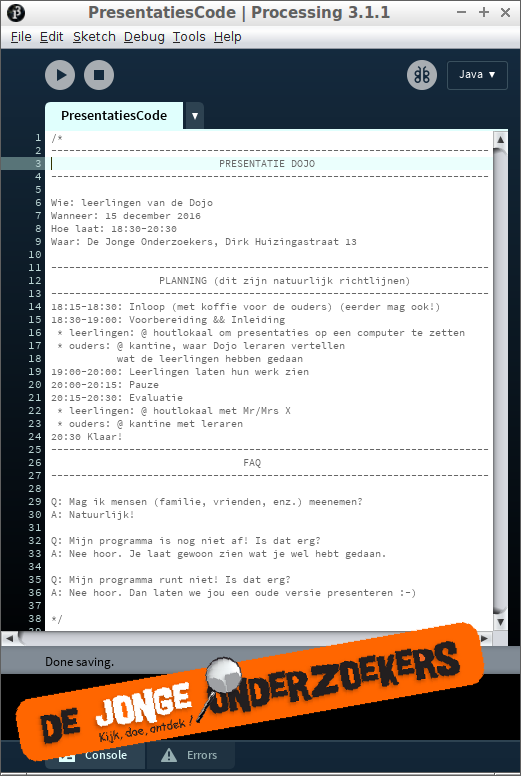 PresentatiesCode | Processing 3.1.1
File Edit Sketch Debug Tools Help
Java ▼
PresentatiesCode ▼
1 /*
2 -------------------------------------------------------------------------
3 PRESENTATIE DOJO
4 -------------------------------------------------------------------------
5
6 Wie: leerlingen van de Dojo
7 Wanneer: 15 december 2016
8 Hoe laat: 18:30-20:30
9 Waar: De Jonge Onderzoekers, Dirk Huizingastraat 13
10
11 -------------------------------------------------------------------------
12 PLANNING (dit zijn natuurlijk richtlijnen)
13 -------------------------------------------------------------------------
14 18:15-18:30: Inloop (met koffie voor de ouders) (eerder mag ook!)
15 18:30-19:00: Voorbereiding && Inleiding
16 * leerlingen: @ houtlokaal om presentaties op een computer te zetten
17 * ouders: @ kantine, waar Dojo leraren vertellen
18 wat de leerlingen hebben gedaan
19 19:00-20:00: Leerlingen laten hun werk zien
20 20:00-20:15: Pauze
21 20:15-20:30: Evaluatie
22 * leerlingen: @ houtlokaal met Mr/Mrs X
23 * ouders: @ kantine met leraren
24 20:30 Klaar!
25 -------------------------------------------------------------------------
26 FAQ
27 -------------------------------------------------------------------------
28
29 Q: Mag ik mensen (familie, vrienden, enz.) meenemen?
30 A: Natuurlijk!
31
32 Q: Mijn programma is nog niet af! Is dat erg?
33 A: Nee hoor. Je laat gewoon zien wat je wel hebt gedaan.
34
35 Q: Mijn programma runt niet! Is dat erg?
36 A: Nee hoor. Dan laten we jou een oude versie presenteren :-)
37
38 */
Done saving.
DE JONGE ONDERZOEKERS
Kijk, doe, ontdek!
Console Errors